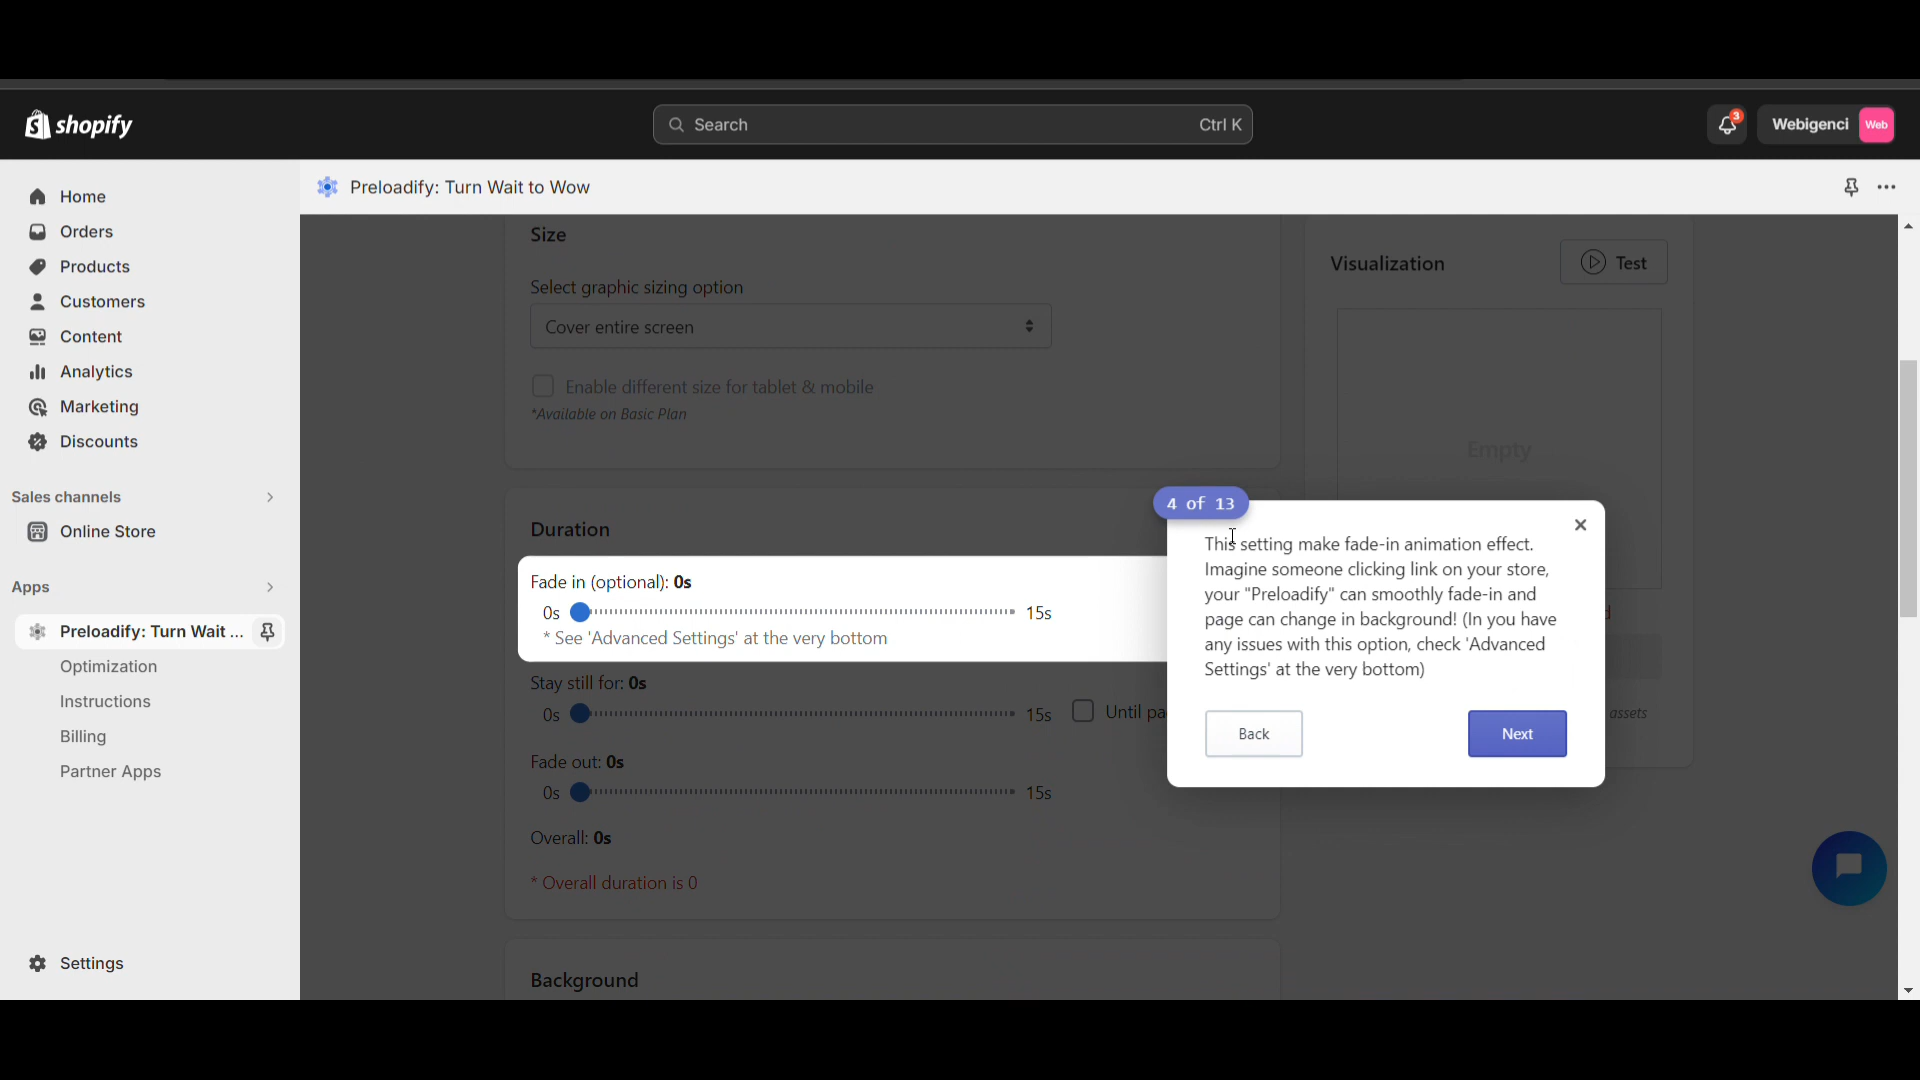 shopify
Search
Ctrl K
3
Webigenci
Web
Home
Orders
Products
Customers
Content
Analytics
Marketing
Discounts
Sales channels
Online Store
Apps
Preloadify: Turn Wait ...
Optimization
Instructions
Billing
Partner Apps
Settings
Preloadify: Turn Wait to Wow
Size
Select graphic sizing option
Cover entire screen
Enable different size for tablet & mobile
*Available on Basic Plan
Duration
Fade in (optional): 0s
0s
15s
* See 'Advanced Settings' at the very bottom
Stay still for: 0s
0s
15s
Until pa
Fade out: 0s
0s
15s
Overall: 0s
* Overall duration is 0
Background
Visualization
Test
Empty
d
assets
4 of 13
This setting make fade-in animation effect.
Imagine someone clicking link on your store,
your "Preloadify" can smoothly fade-in and
page can change in background! (In you have
any issues with this option, check 'Advanced
Settings' at the very bottom)
Back
Next